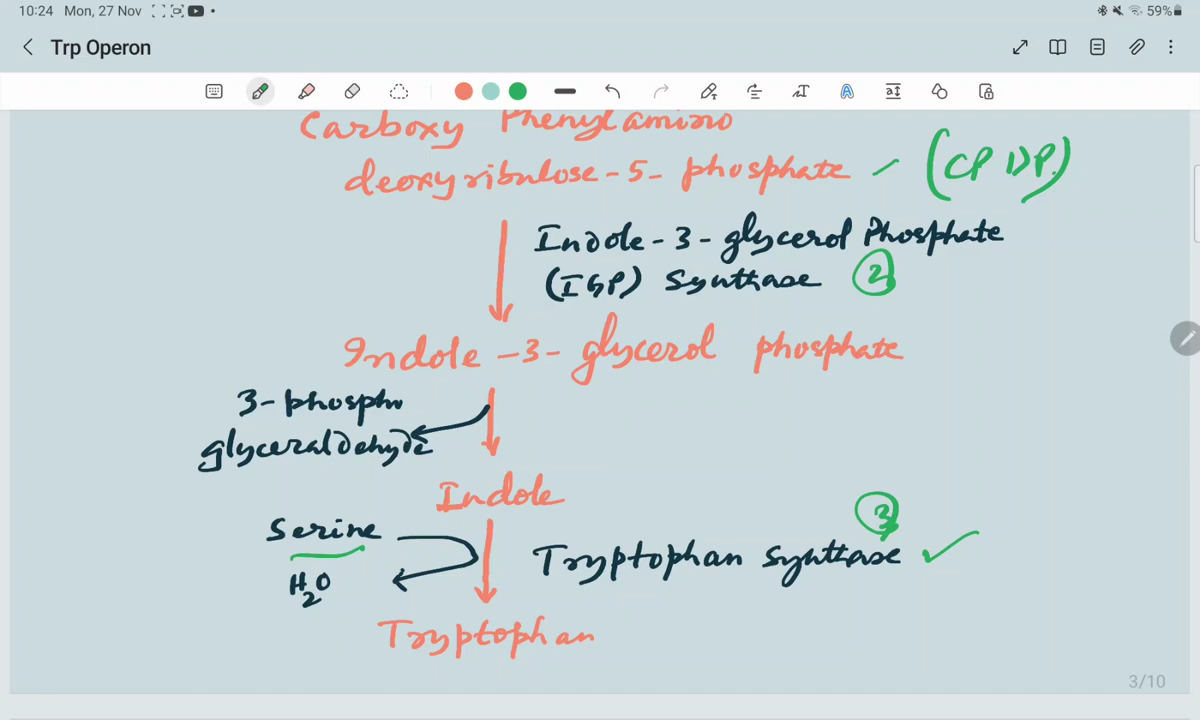 10:24 Mon, 27 Nov
59%
Trp Operon
Carboxy Phenylamino
deoxyribulose-5-phosphate (CPDP)
Indole-3-glycerol Phosphate
(IGP) Synthase 2
Indole-3-glycerol phosphate
3-phospho
glyceraldehyde
Indole
3
Serine
Tryptophan synthase
H2O
Tryptophan
3/10